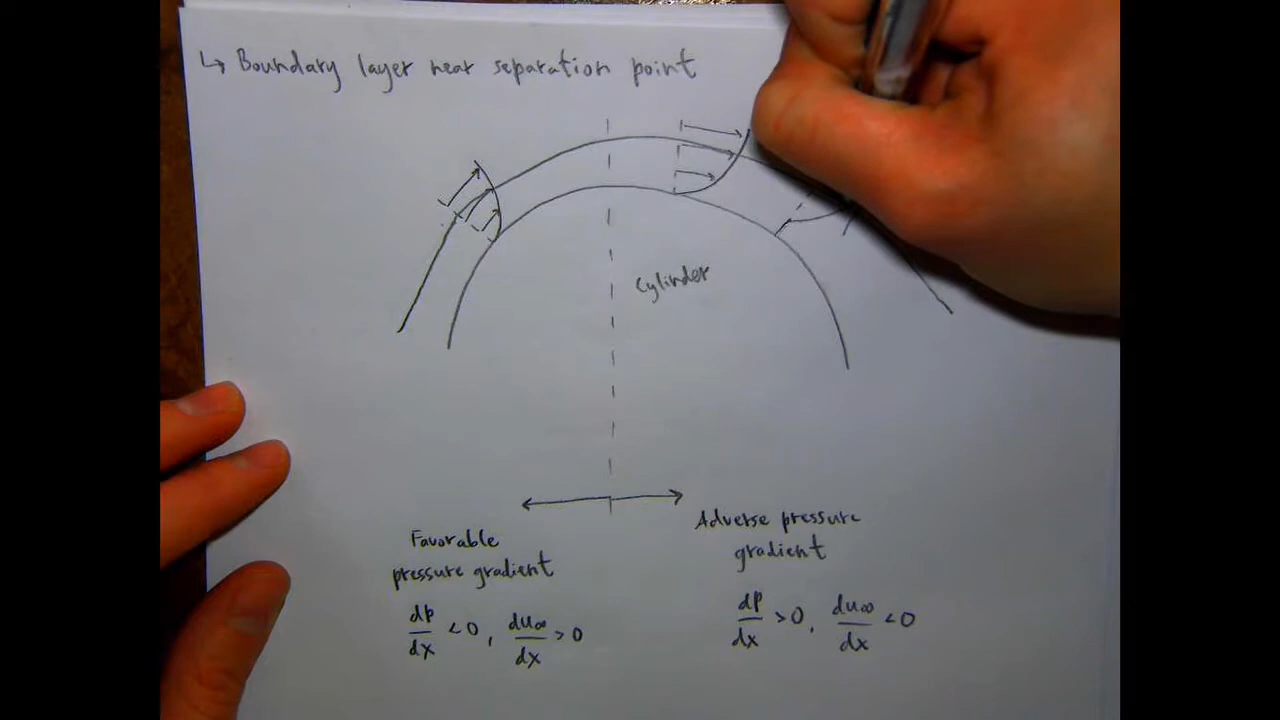 ↳ Boundary layer near separation point
Cylinder
Favorable
pressure gradient
dp/dx <0, du∞/dx >0
Adverse pressure
gradient
dp/dx >0, du∞/dx <0